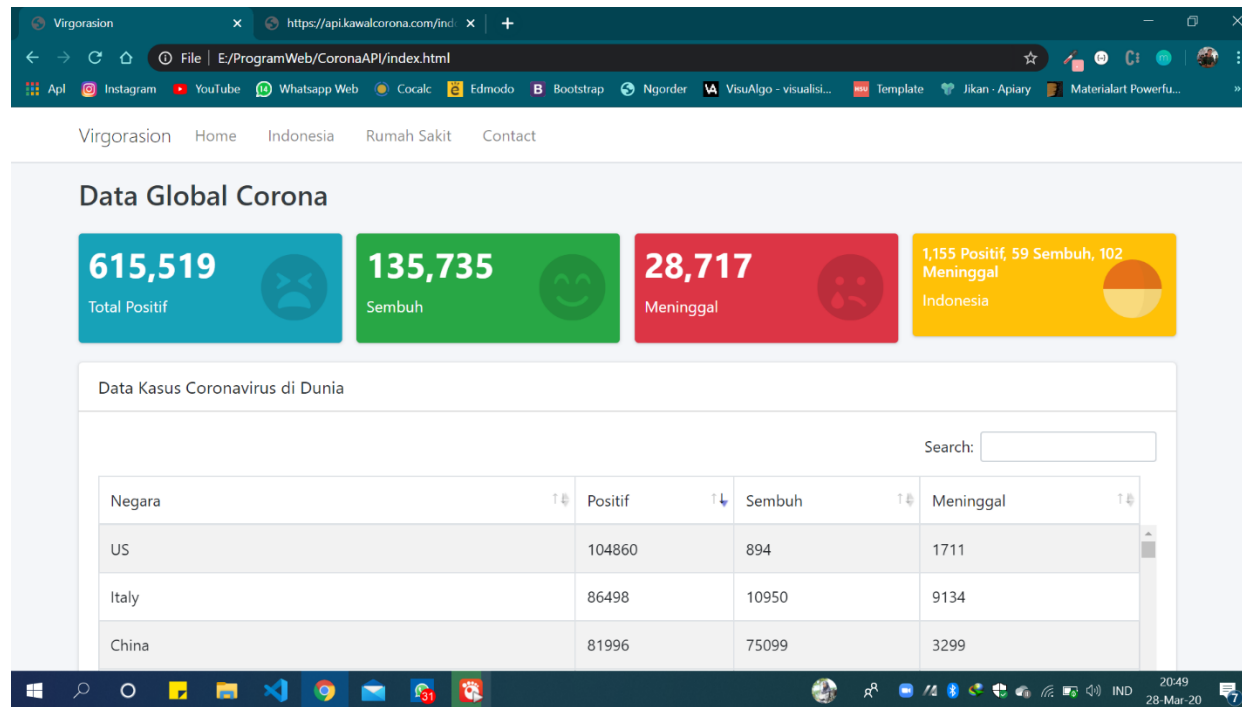 Virgorasion
https://api.kawalcorona.com/indo
File | E:/ProgramWeb/CoronaAPI/index.html
Apl Instagram YouTube Whatsapp Web Cocalc Edmodo Bootstrap Ngorder VisuAlgo - visualisi... Template Jikan · Apiary Materialart Powerfu... »
Virgorasion Home Indonesia Rumah Sakit Contact
Data Global Corona
615,519
Total Positif
135,735
Sembuh
28,717
Meninggal
1,155 Positif, 59 Sembuh, 102
Meninggal
Indonesia
Data Kasus Coronavirus di Dunia
Search:
Negara Positif Sembuh Meninggal
US 104860 894 1711
Italy 86498 10950 9134
China 81996 75099 3299
31
IND
20:49
28-Mar-20
7